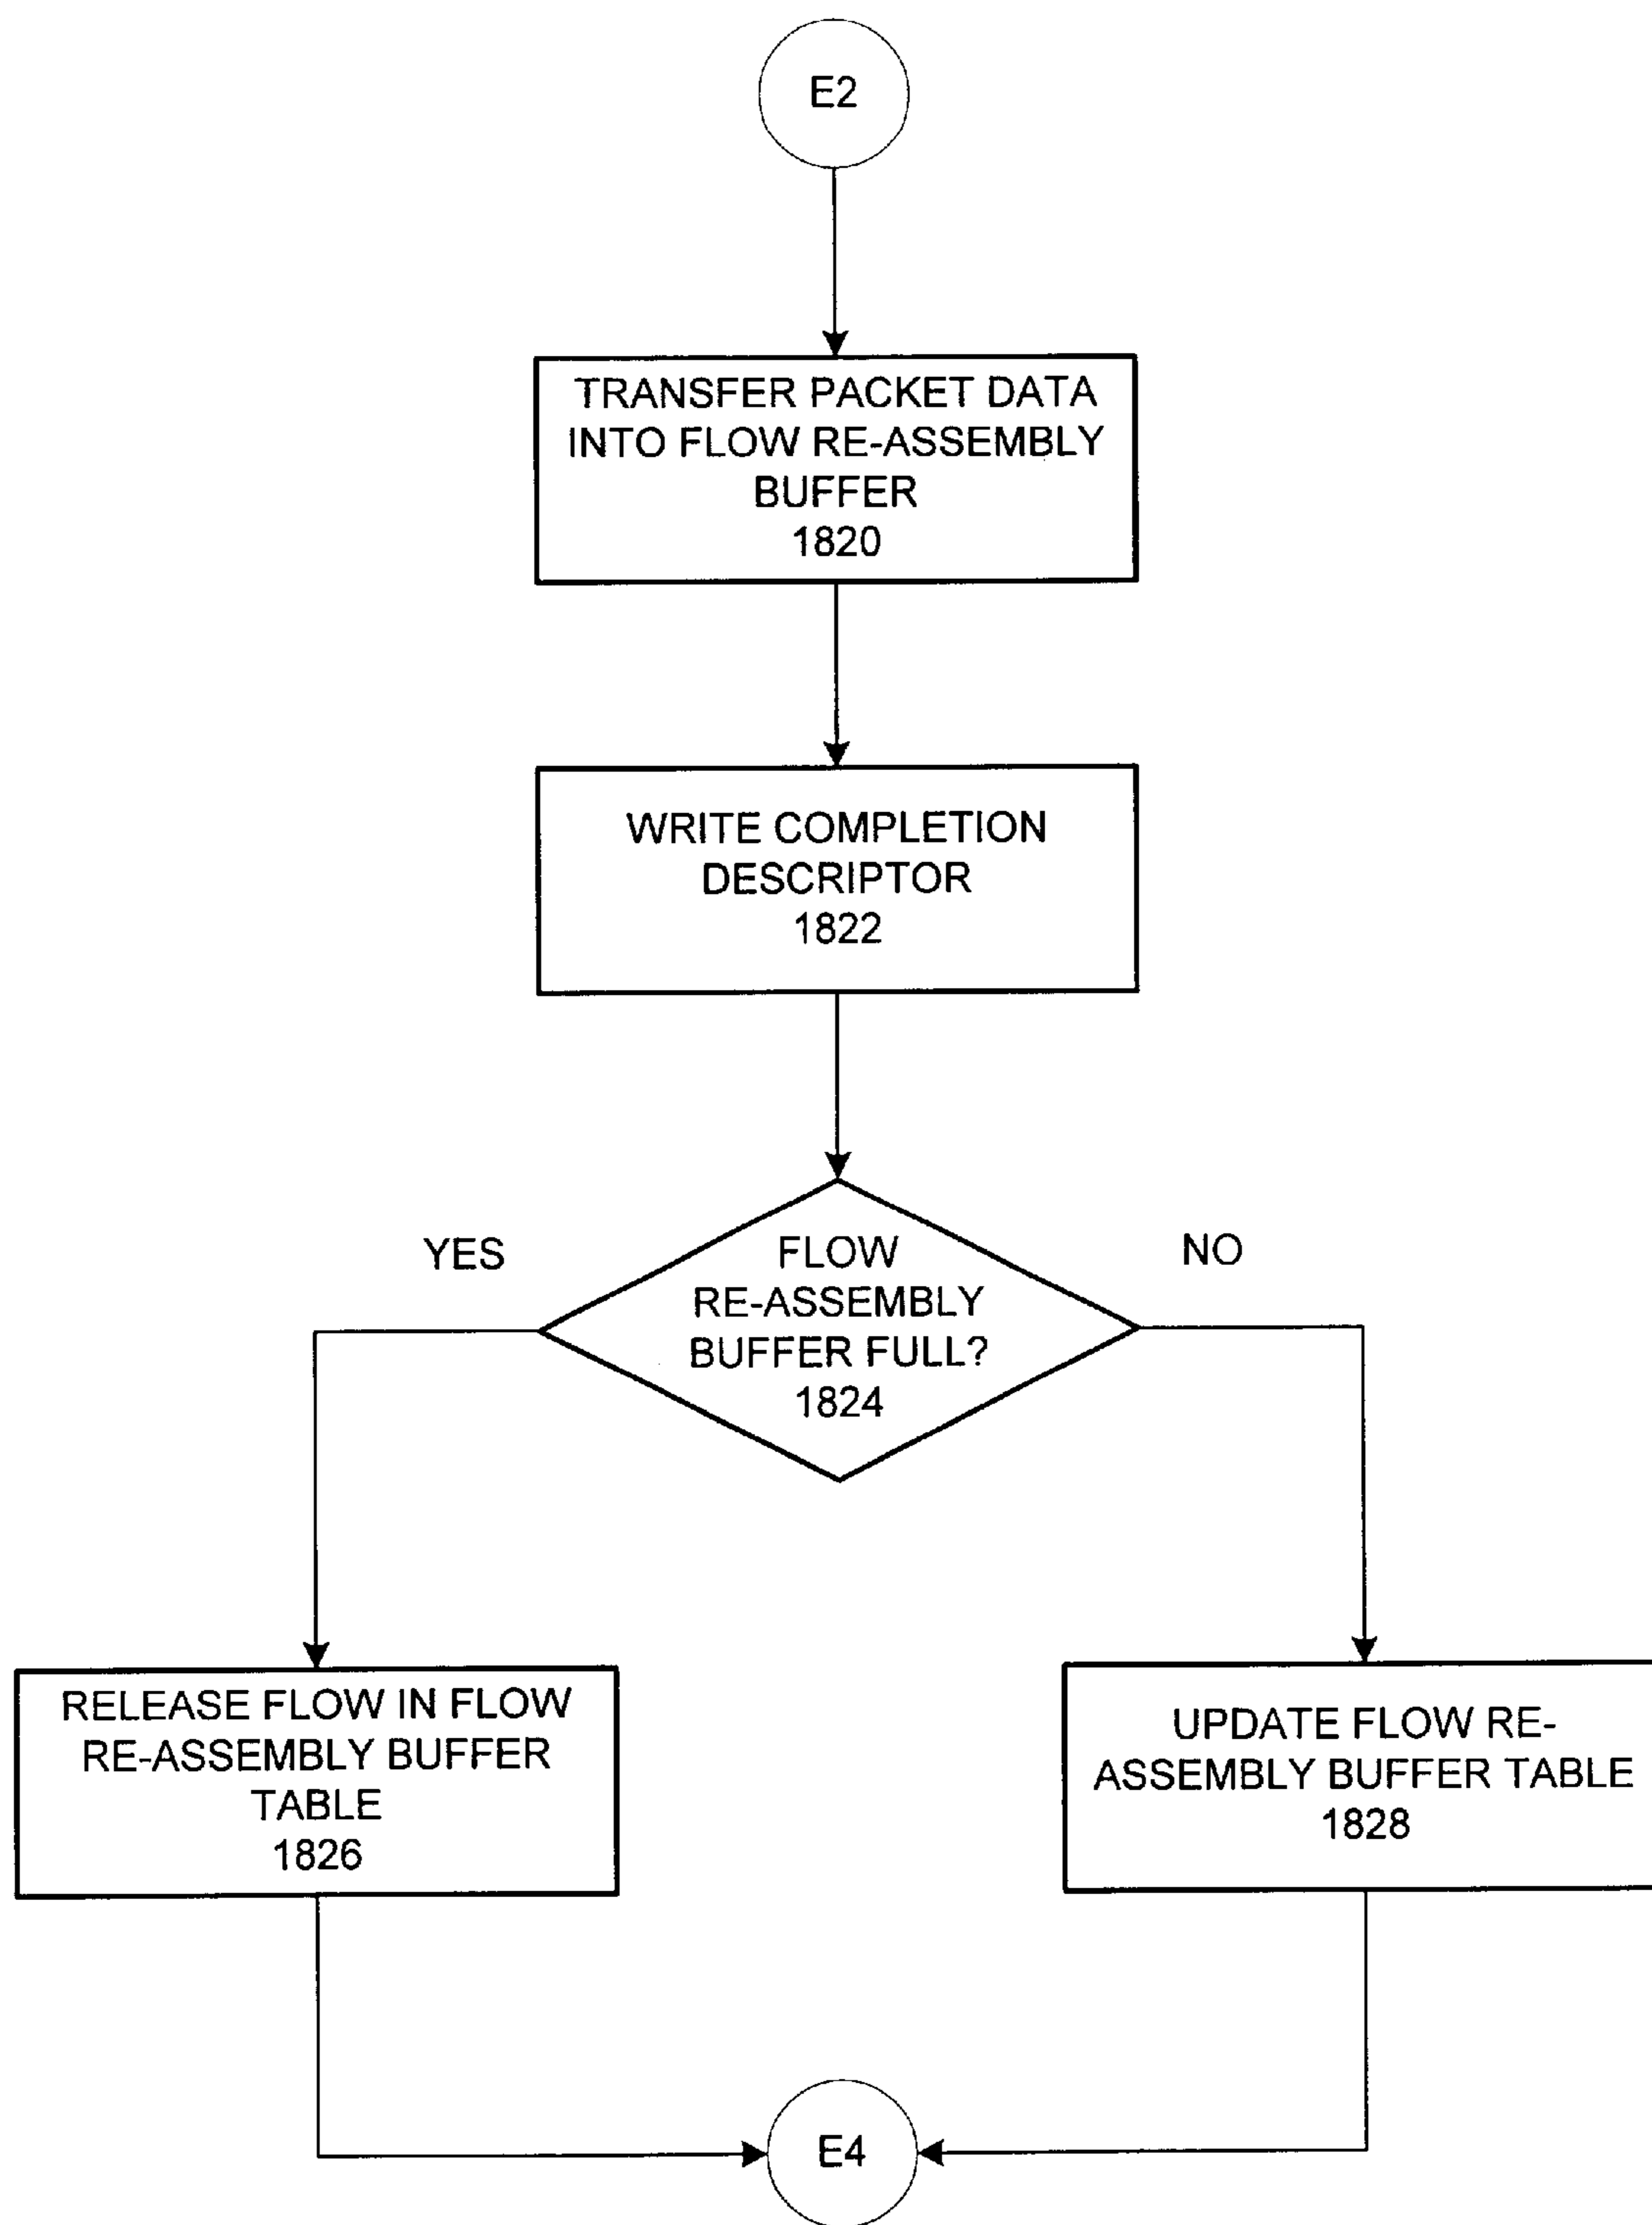 E2
TRANSFER PACKET DATA
INTO FLOW RE-ASSEMBLY
BUFFER
1820
WRITE COMPLETION
DESCRIPTOR
1822
YES
NO
FLOW
RE-ASSEMBLY
BUFFER FULL?
1824
RELEASE FLOW IN FLOW
RE-ASSEMBLY BUFFER
TABLE
1826
UPDATE FLOW RE-
ASSEMBLY BUFFER TABLE
1828
E4